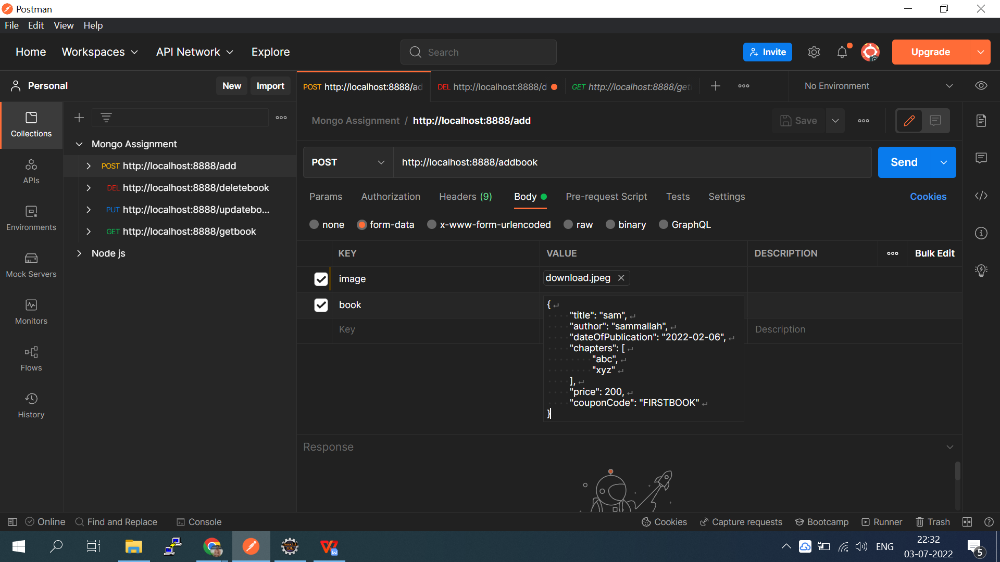 Postman
File Edit View Help
Home Workspaces API Network Explore Search Invite Upgrade
Personal New Import
POST http://localhost:8888/ad DEL http://localhost:8888/d GET http://localhost:8888/get No Environment
Mongo Assignment / http://localhost:8888/add Save
Collections
APIs
Environments
Mock Servers
Monitors
Flows
History
Mongo Assignment
POST http://localhost:8888/add
DEL http://localhost:8888/deletebook
PUT http://localhost:8888/updatebo...
GET http://localhost:8888/getbook
Node js
POST http://localhost:8888/addbook Send
Params Authorization Headers (9) Body Pre-request Script Tests Settings Cookies
none form-data x-www-form-urlencoded raw binary GraphQL
KEY VALUE DESCRIPTION Bulk Edit
image download.jpeg
book
{
"title": "sam",
"author": "sammallah",
"dateOfPublication": "2022-02-06",
"chapters": [
"abc",
"xyz"
],
"price": 200,
"couponCode": "FIRSTBOOK"
}
Key Description
Response
Online Find and Replace Console Cookies Capture requests Bootcamp Runner Trash
Java EE
IDE
W
ENG
22:32
03-07-2022
5